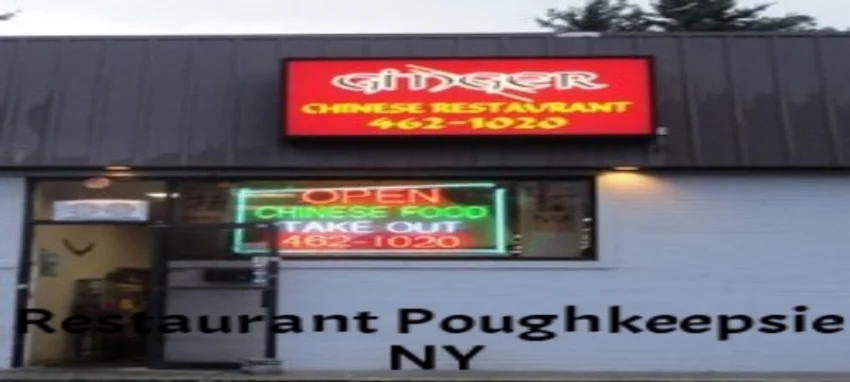 GINGER
CHINESE RESTAURANT
462-1020
OPEN
CHINESE FOOD
TAKE OUT
462-1020
Restaurant Poughkeepsie
NY